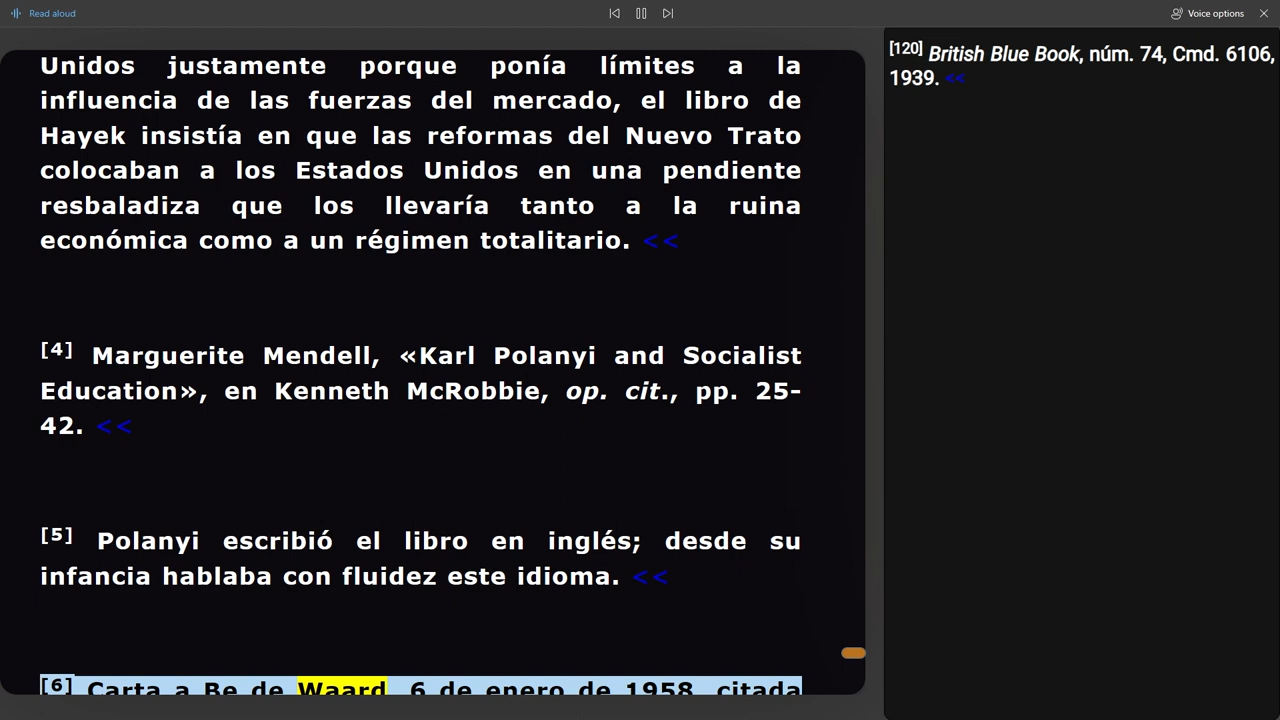 Read aloud
Voice options
Unidos justamente porque ponía límites a la
influencia de las fuerzas del mercado, el libro de
Hayek insistía en que las reformas del Nuevo Trato
colocaban a los Estados Unidos en una pendiente
resbaladiza que los llevaría tanto a la ruina
económica como a un régimen totalitario. <<
[4] Marguerite Mendell, «Karl Polanyi and Socialist
Education», en Kenneth McRobbie, op. cit., pp. 25-
42. <<
[5] Polanyi escribió el libro en inglés; desde su
infancia hablaba con fluidez este idioma. <<
[6] Carta a Be de Waard, 6 de enero de 1958, citada
[120] British Blue Book, núm. 74, Cmd. 6106,
1939. <<